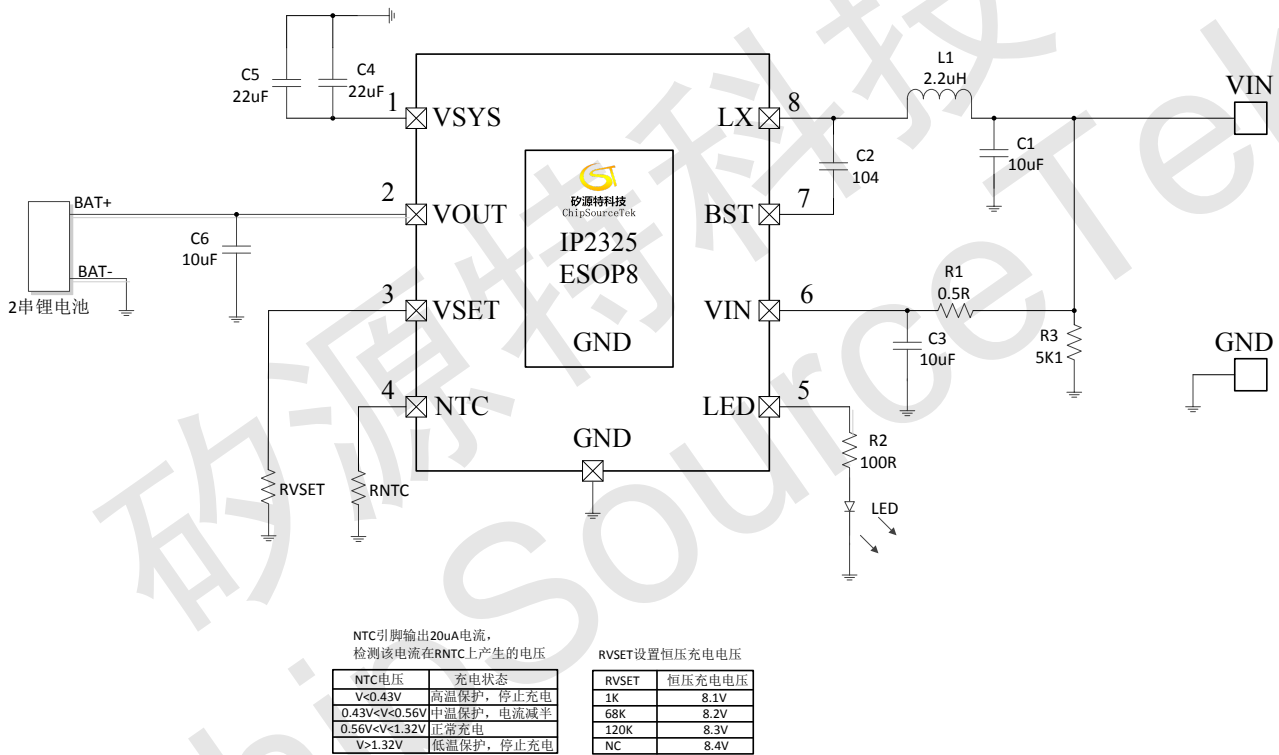 C5
22uF
C4
22uF
1
VSYS
2
VOUT
3
VSET
4
NTC
BAT+
BAT-
2串锂电池
C6
10uF
RVSET
RNTC
矽源特科技
ChipSourceTek
IP2325
ESOP8
GND
GND
LX
8
BST
7
VIN
6
LED
5
L1
2.2uH
C2
104
C1
10uF
VIN
R1
0.5R
C3
10uF
R3
5K1
GND
R2
100R
LED
NTC引脚输出20uA电流,
检测该电流在RNTC上产生的电压
NTC电压 充电状态
V<0.43V 高温保护，停止充电
0.43V<V<0.56V 中温保护，电流减半
0.56V<V<1.32V 正常充电
V>1.32V 低温保护，停止充电
RVSET设置恒压充电电压
RVSET 恒压充电电压
1K 8.1V
68K 8.2V
120K 8.3V
NC 8.4V
矽源特科技
ChipSourceTek